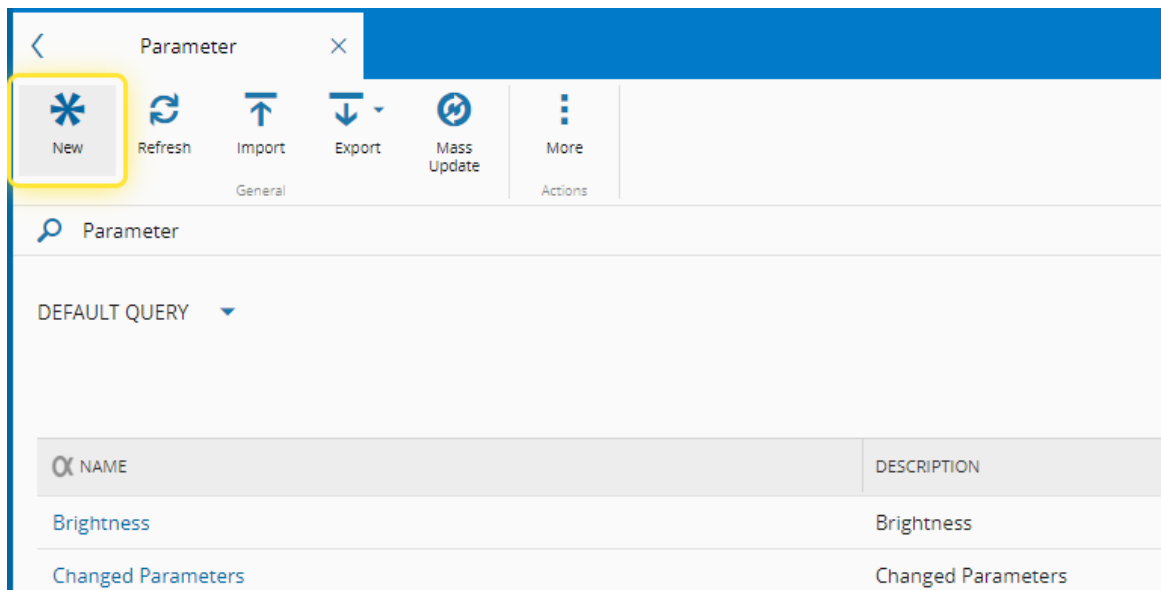 Parameter
New
Refresh
Import
Export
Mass
Update
More
General
Actions
Parameter
DEFAULT QUERY
NAME
DESCRIPTION
Brightness
Brightness
Changed Parameters
Changed Parameters